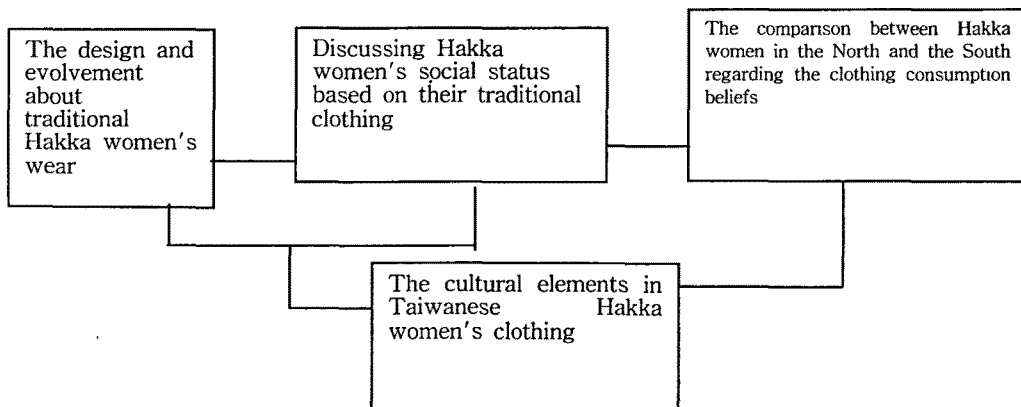 The design and
evolvement
about
traditional
Hakka women's
wear
Discussing Hakka
women's social status
based on their traditional
clothing
The comparison between Hakka
women in the North and the South
regarding the clothing consumption
beliefs
The cultural elements in
Taiwanese Hakka
women's clothing